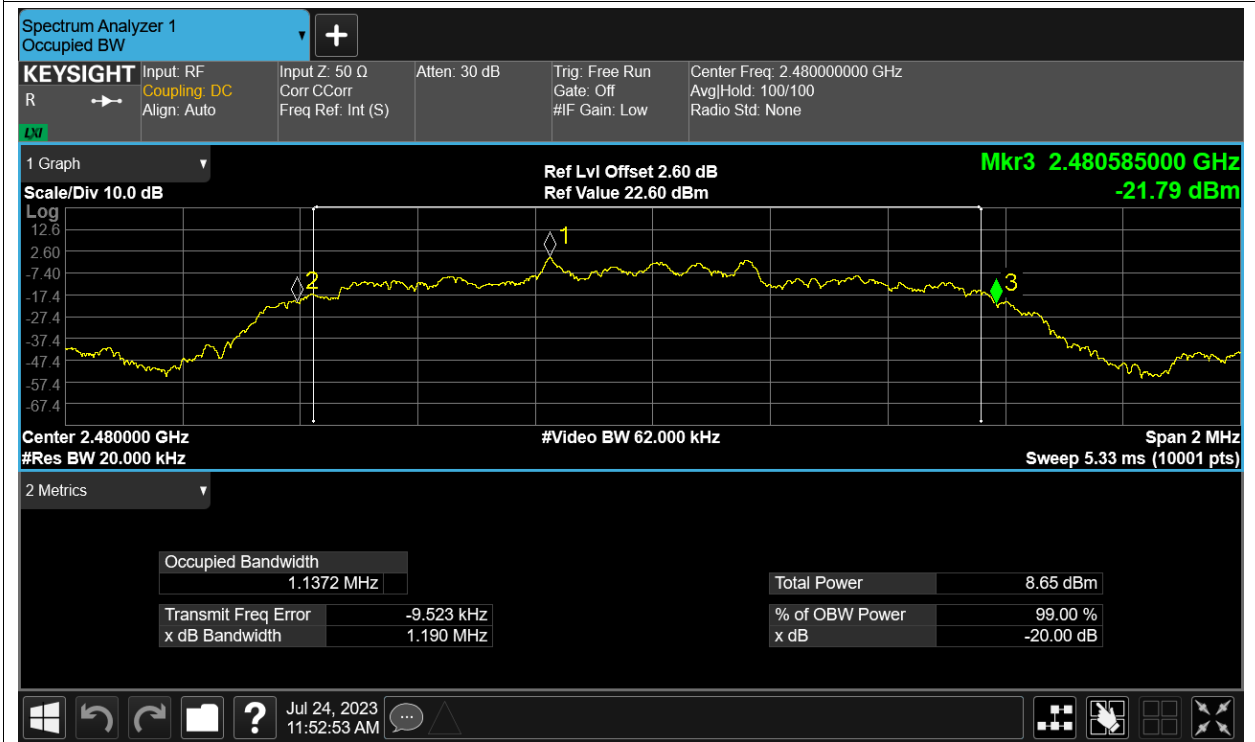 Spectrum Analyzer 1
Occupied BW
KEYSIGHT
R
LXI
Input: RF
Coupling: DC
Align: Auto
Input Z: 50 Ω
Corr CCorr
Freq Ref: Int (S)
Atten: 30 dB
Trig: Free Run
Gate: Off
#IF Gain: Low
Center Freq: 2.480000000 GHz
Avg|Hold: 100/100
Radio Std: None
1 Graph
Scale/Div 10.0 dB
Ref Lvl Offset 2.60 dB
Ref Value 22.60 dBm
Mkr3 2.480585000 GHz
-21.79 dBm
Log
12.6
2.60
-7.40
-17.4
-27.4
-37.4
-47.4
-57.4
-67.4
1
2
3
Center 2.480000 GHz
#Video BW 62.000 kHz
Span 2 MHz
#Res BW 20.000 kHz
Sweep 5.33 ms (10001 pts)
2 Metrics
Occupied Bandwidth
1.1372 MHz
Total Power 8.65 dBm
Transmit Freq Error -9.523 kHz
% of OBW Power 99.00 %
x dB Bandwidth 1.190 MHz
x dB -20.00 dB
?
Jul 24, 2023
11:52:53 AM